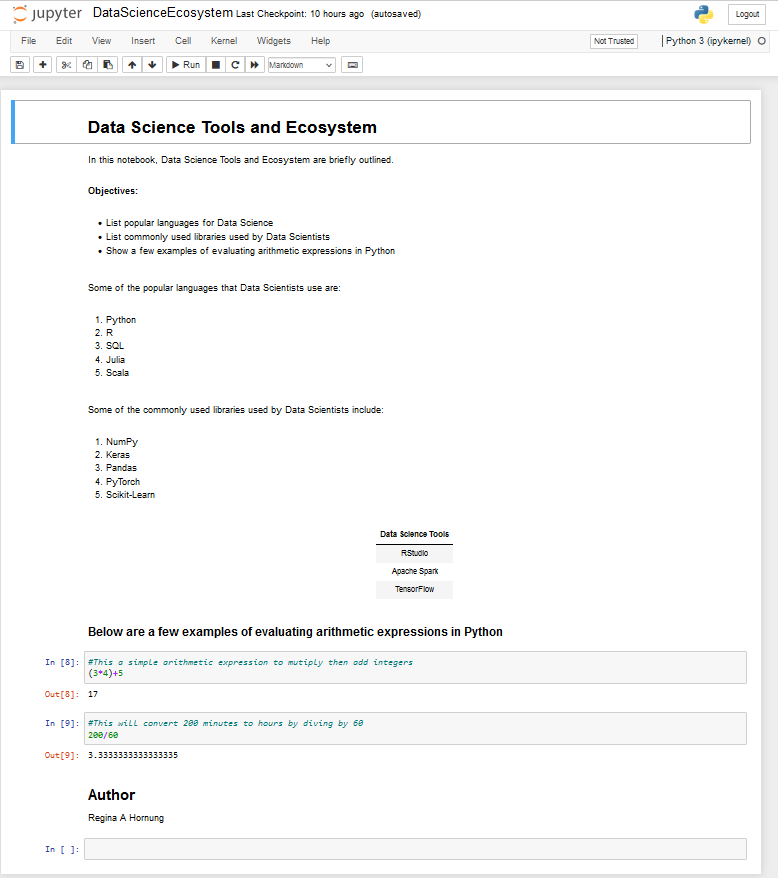 jupyter DataScienceEcosystem Last Checkpoint: 10 hours ago (autosaved) Logout
File Edit View Insert Cell Kernel Widgets Help Not Trusted Python 3 (ipykernel)
Run Markdown
Data Science Tools and Ecosystem
In this notebook, Data Science Tools and Ecosystem are briefly outlined.
Objectives:
• List popular languages for Data Science
• List commonly used libraries used by Data Scientists
• Show a few examples of evaluating arithmetic expressions in Python
Some of the popular languages that Data Scientists use are:
1. Python
2. R
3. SQL
4. Julia
5. Scala
Some of the commonly used libraries used by Data Scientists include:
1. NumPy
2. Keras
3. Pandas
4. PyTorch
5. Scikit-Learn
Data Science Tools
RStudio
Apache Spark
TensorFlow
Below are a few examples of evaluating arithmetic expressions in Python
In [8]: #This a simple arithmetic expression to mutiply then add integers
(3*4)+5
Out[8]: 17
In [9]: #This will convert 200 minutes to hours by diving by 60
200/60
Out[9]: 3.3333333333333335
Author
Regina A Hornung
In [ ]: